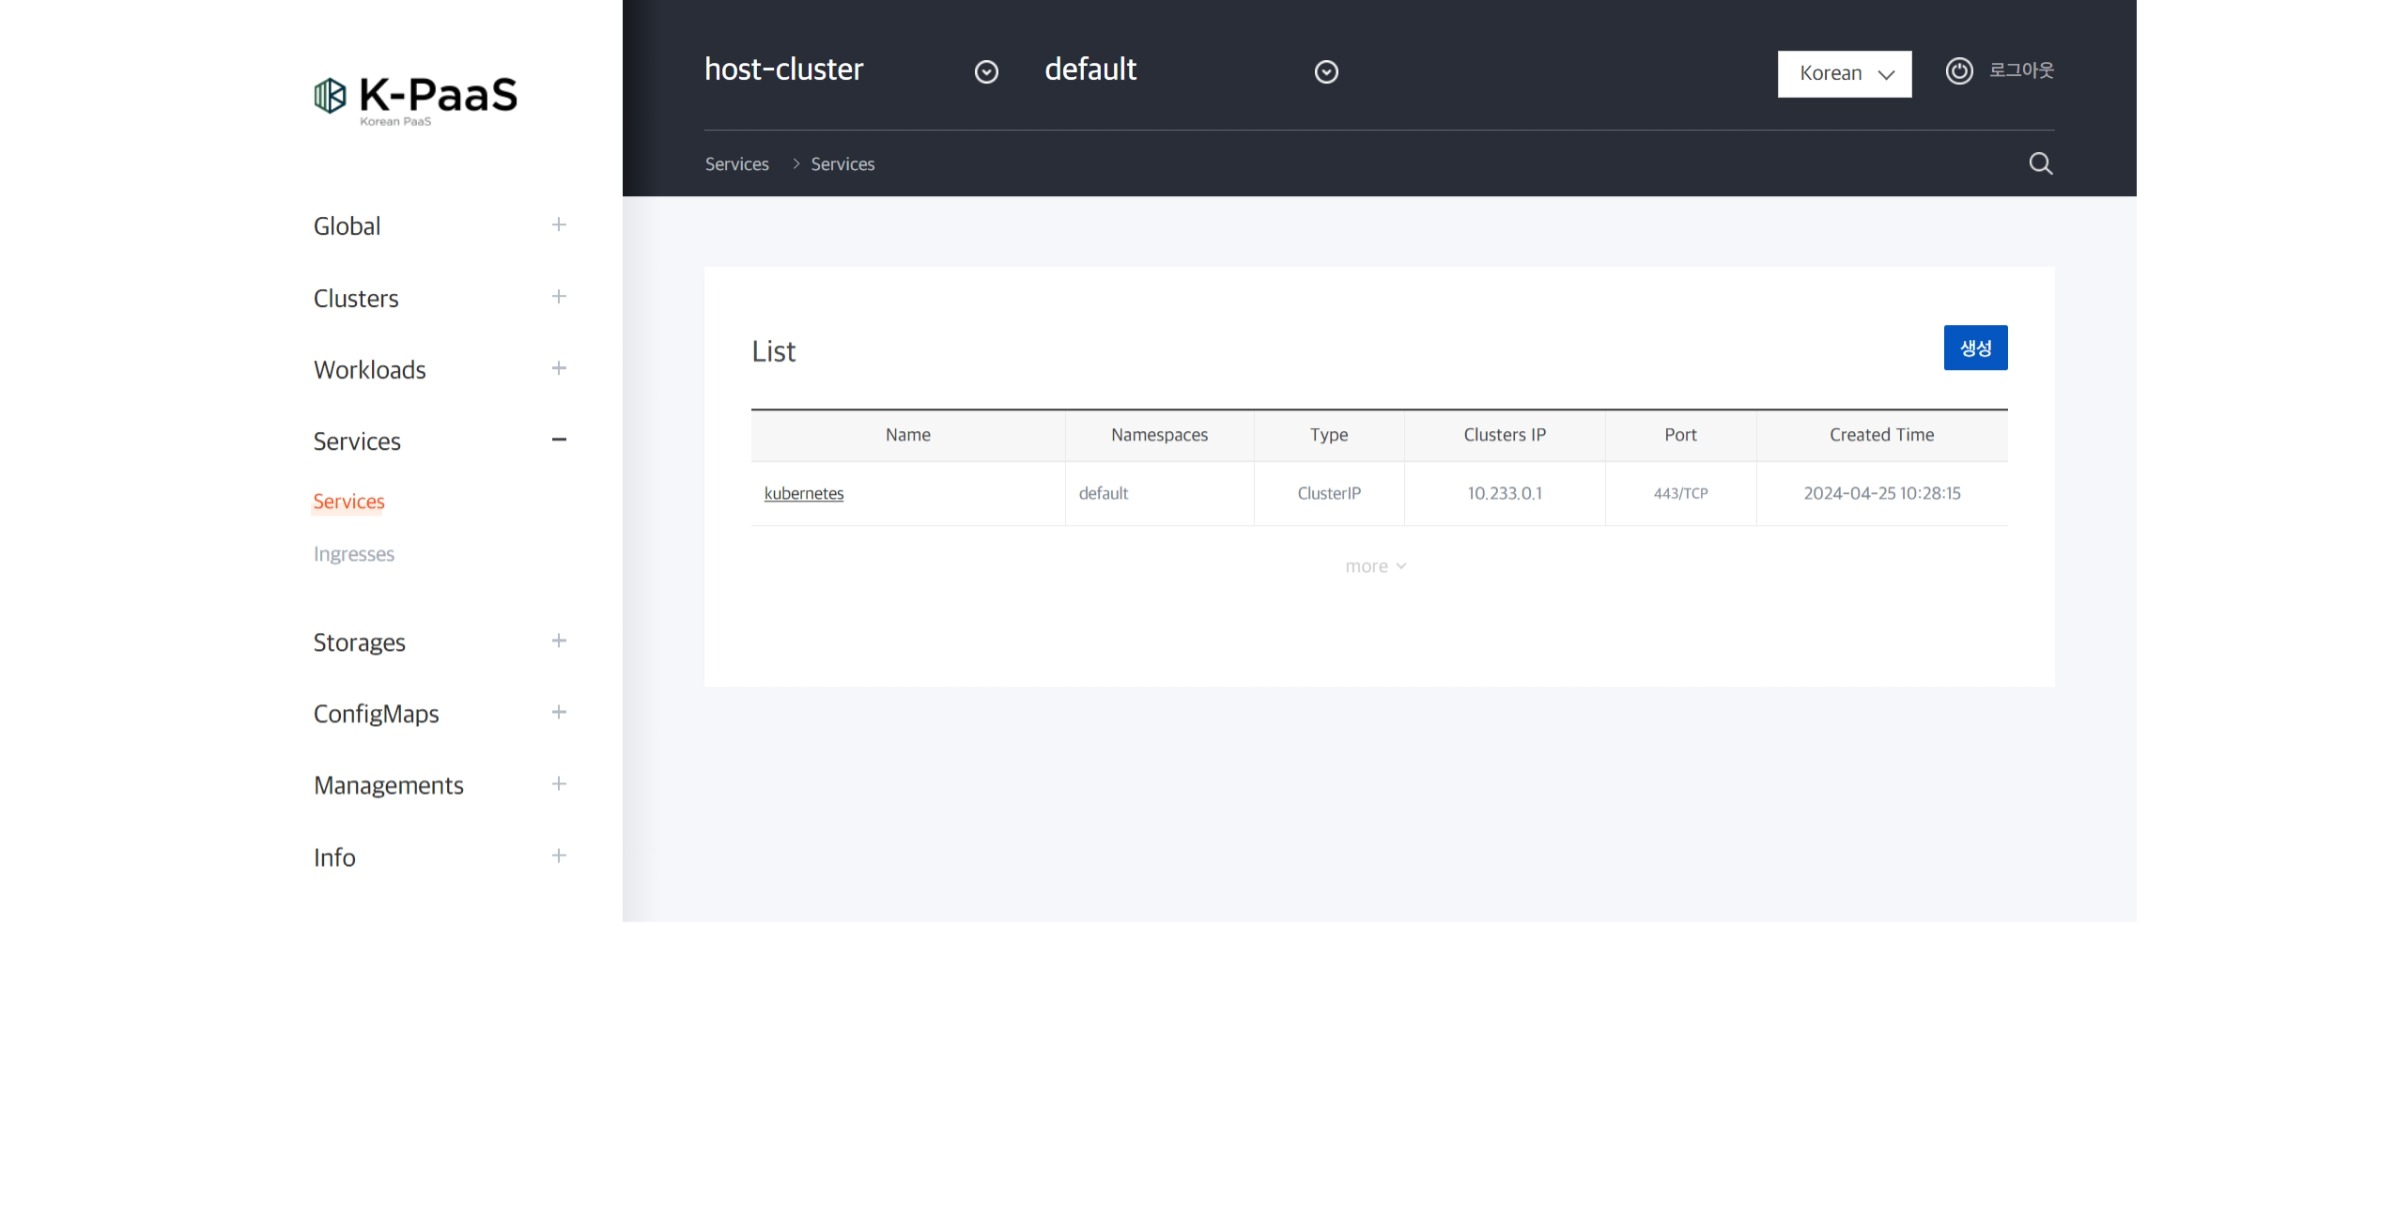 K-PaaS
Korean PaaS
Global
Clusters
Workloads
Services
Services
Ingresses
Storages
ConfigMaps
Managements
Info
host-cluster
default
Korean
로그아웃
Services > Services
List
생성
Name Namespaces Type Clusters IP Port Created Time
kubernetes default ClusterIP 10.233.0.1 443/TCP 2024-04-25 10:28:15
more